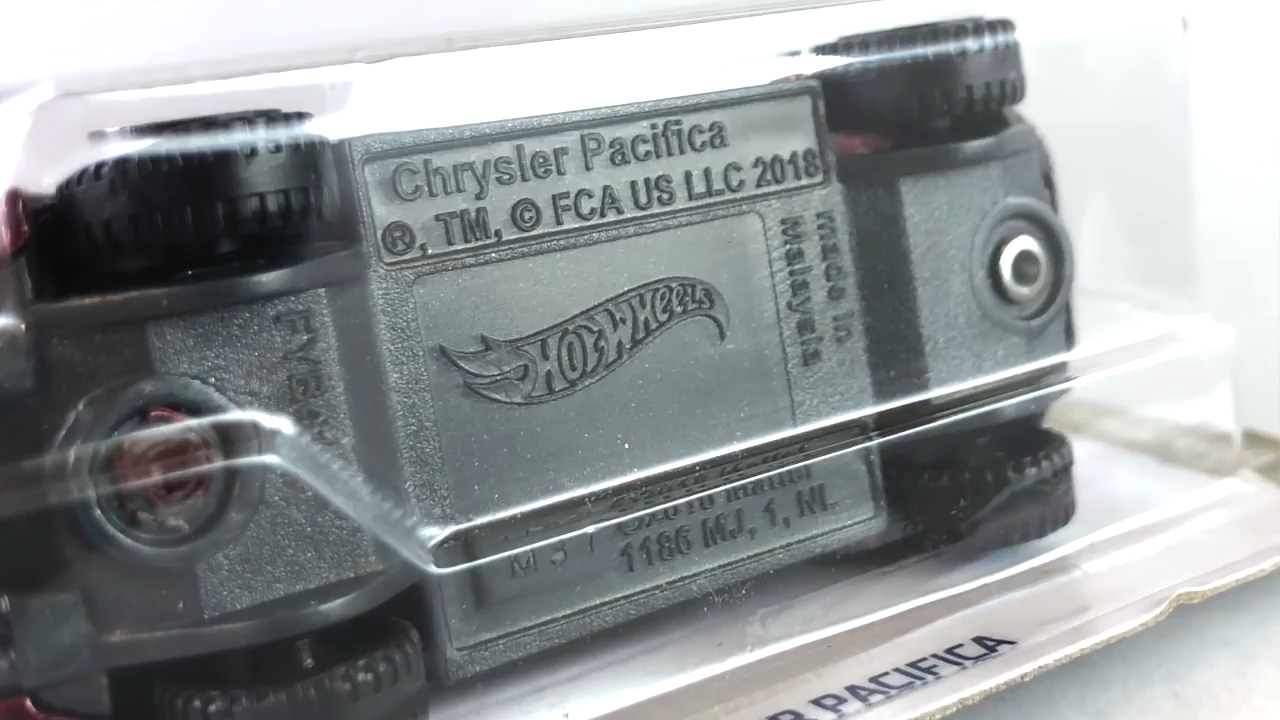 Chrysler Pacifica
®, TM, © FCA US LLC 2018
HOT WHEELS
made in
Malaysia
1186 MJ, 1, NL
PACIFICA